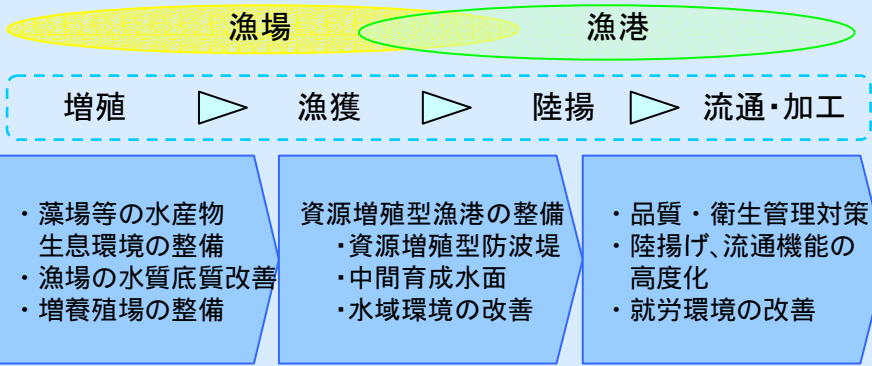 漁場
漁港
増殖
漁獲
陸揚
流通・加工
・藻場等の水産物
生息環境の整備
・漁場の水質底質改善
・増養殖場の整備
資源増殖型漁港の整備
・資源増殖型防波堤
・中間育成水面
・水域環境の改善
・品質・衛生管理対策
・陸揚げ、流通機能の
高度化
・就労環境の改善